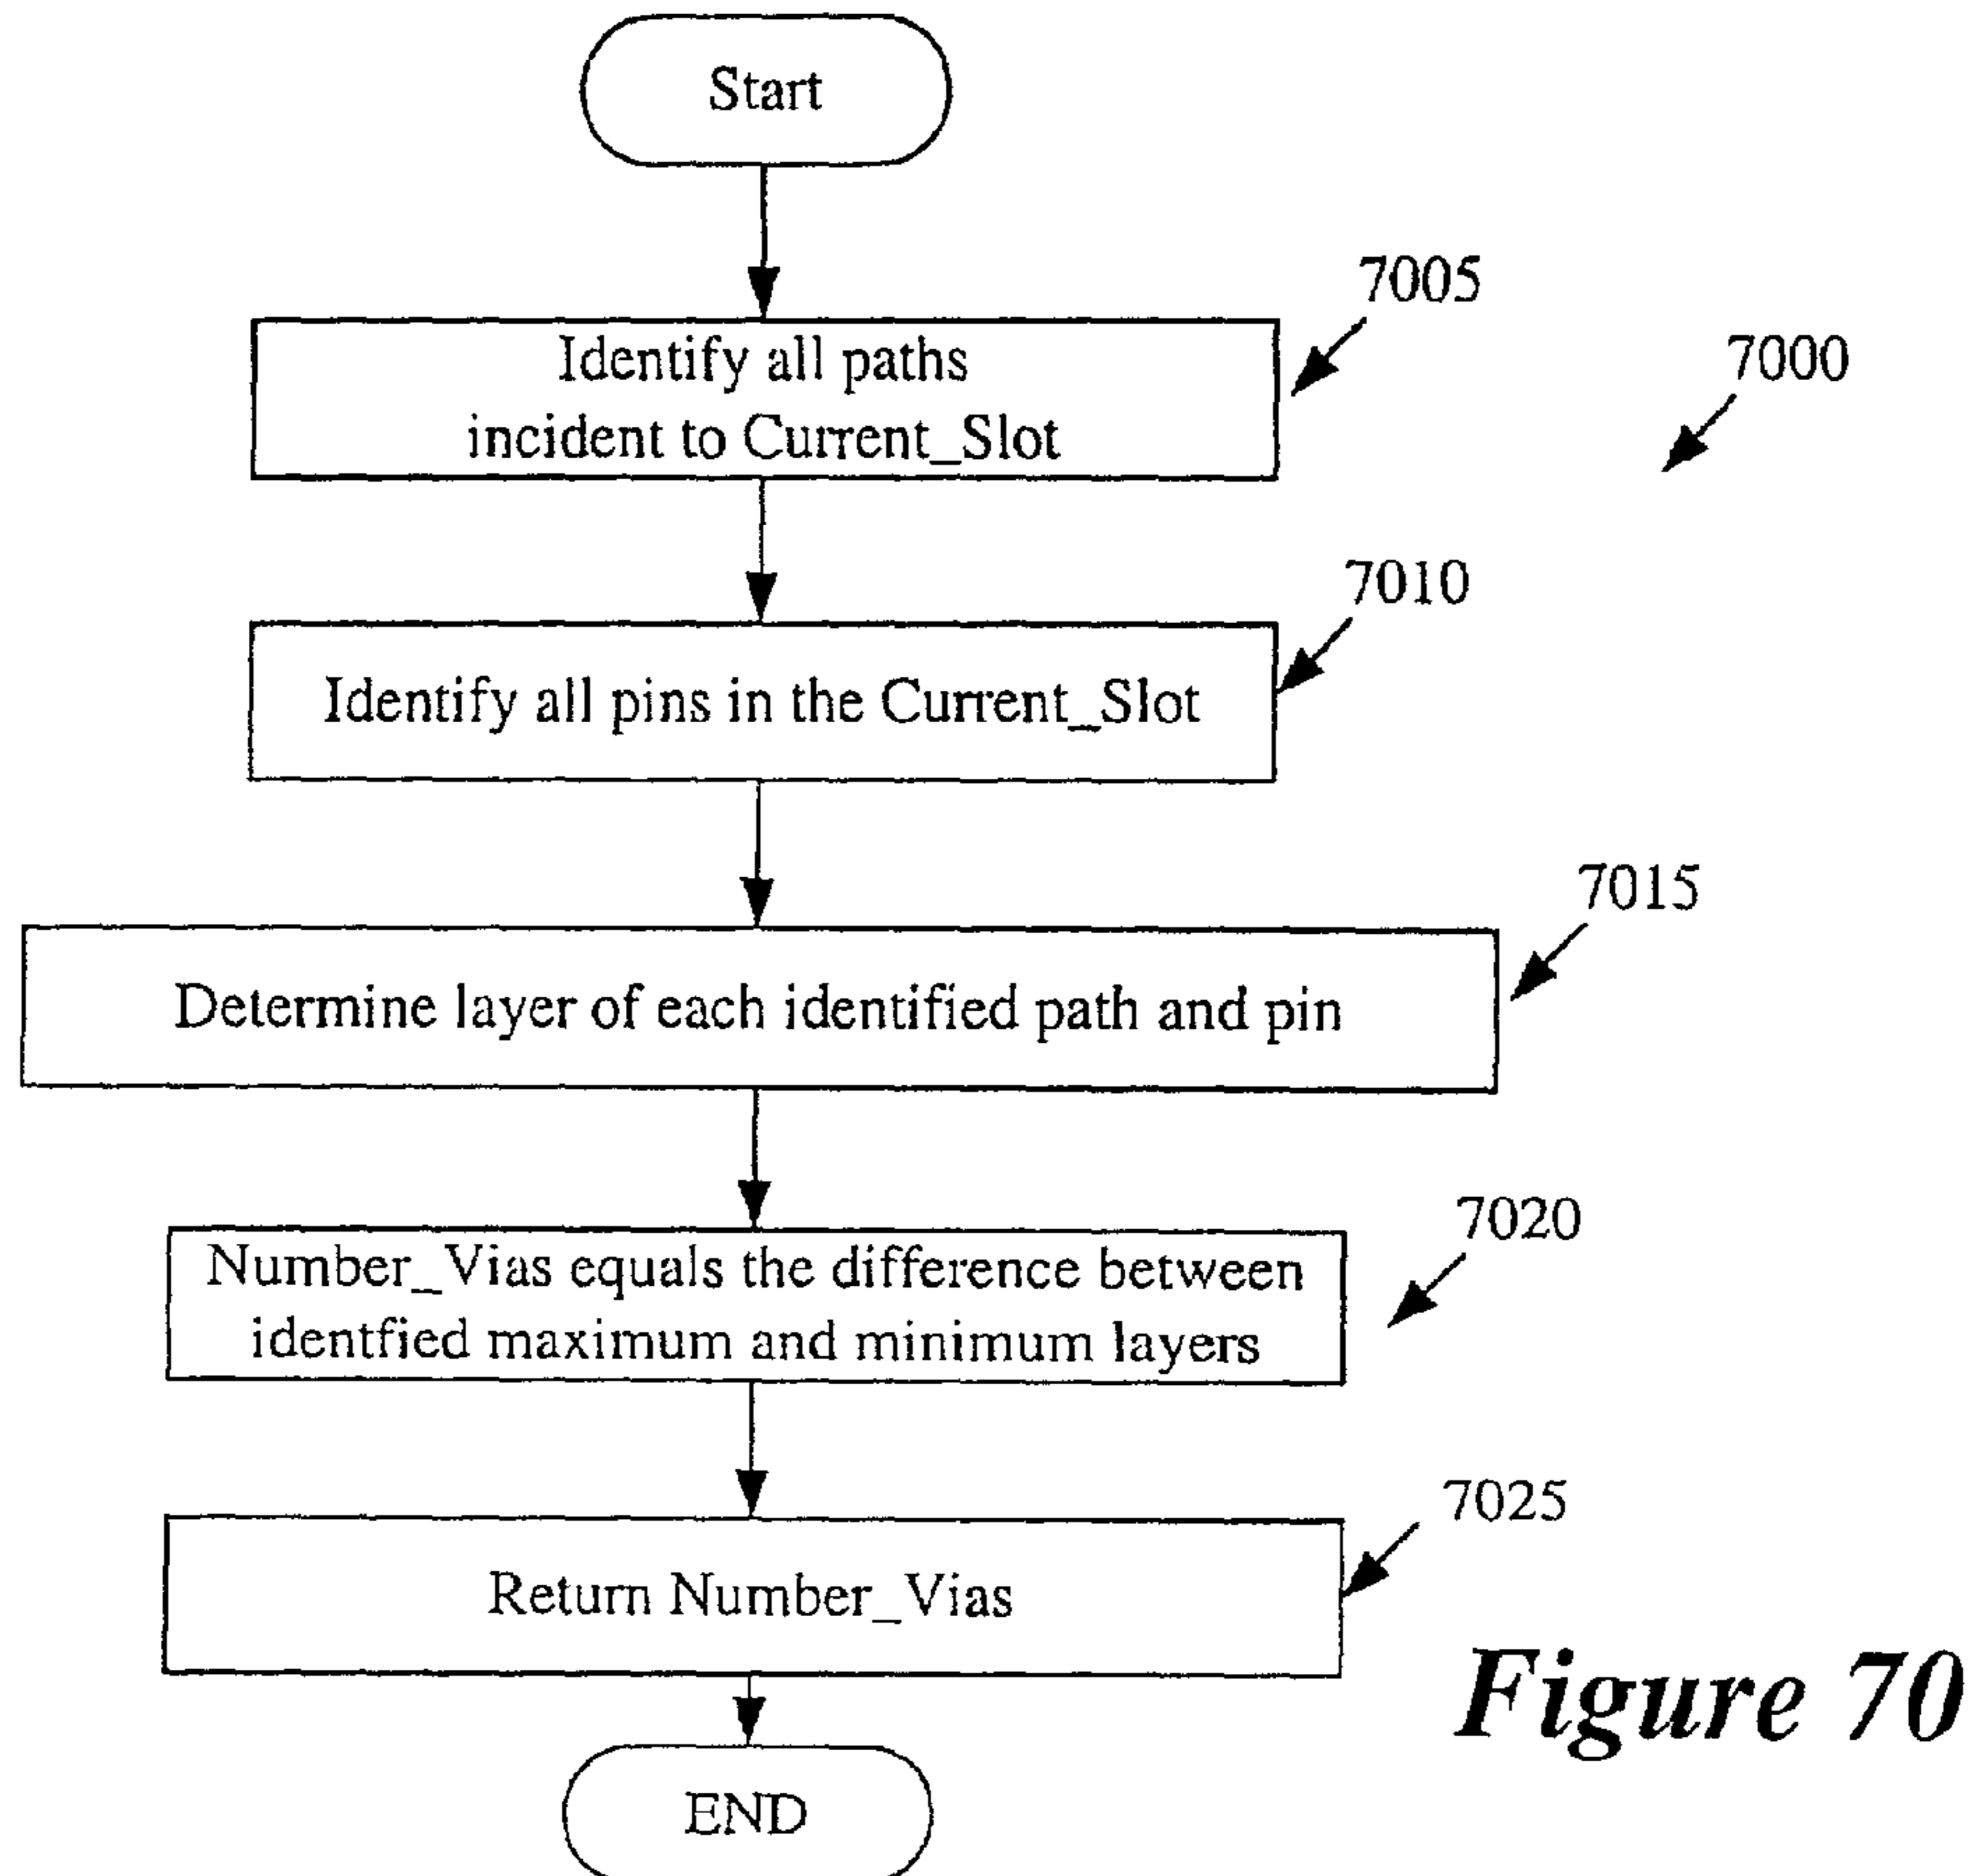 Start
7005
Identify all paths
incident to Current_Slot
7000
7010
Identify all pins in the Current_Slot
7015
Determine layer of each identified path and pin
7020
Number_Vias equals the difference between
identfied maximum and minimum layers
7025
Return Number_Vias
Figure 70
END